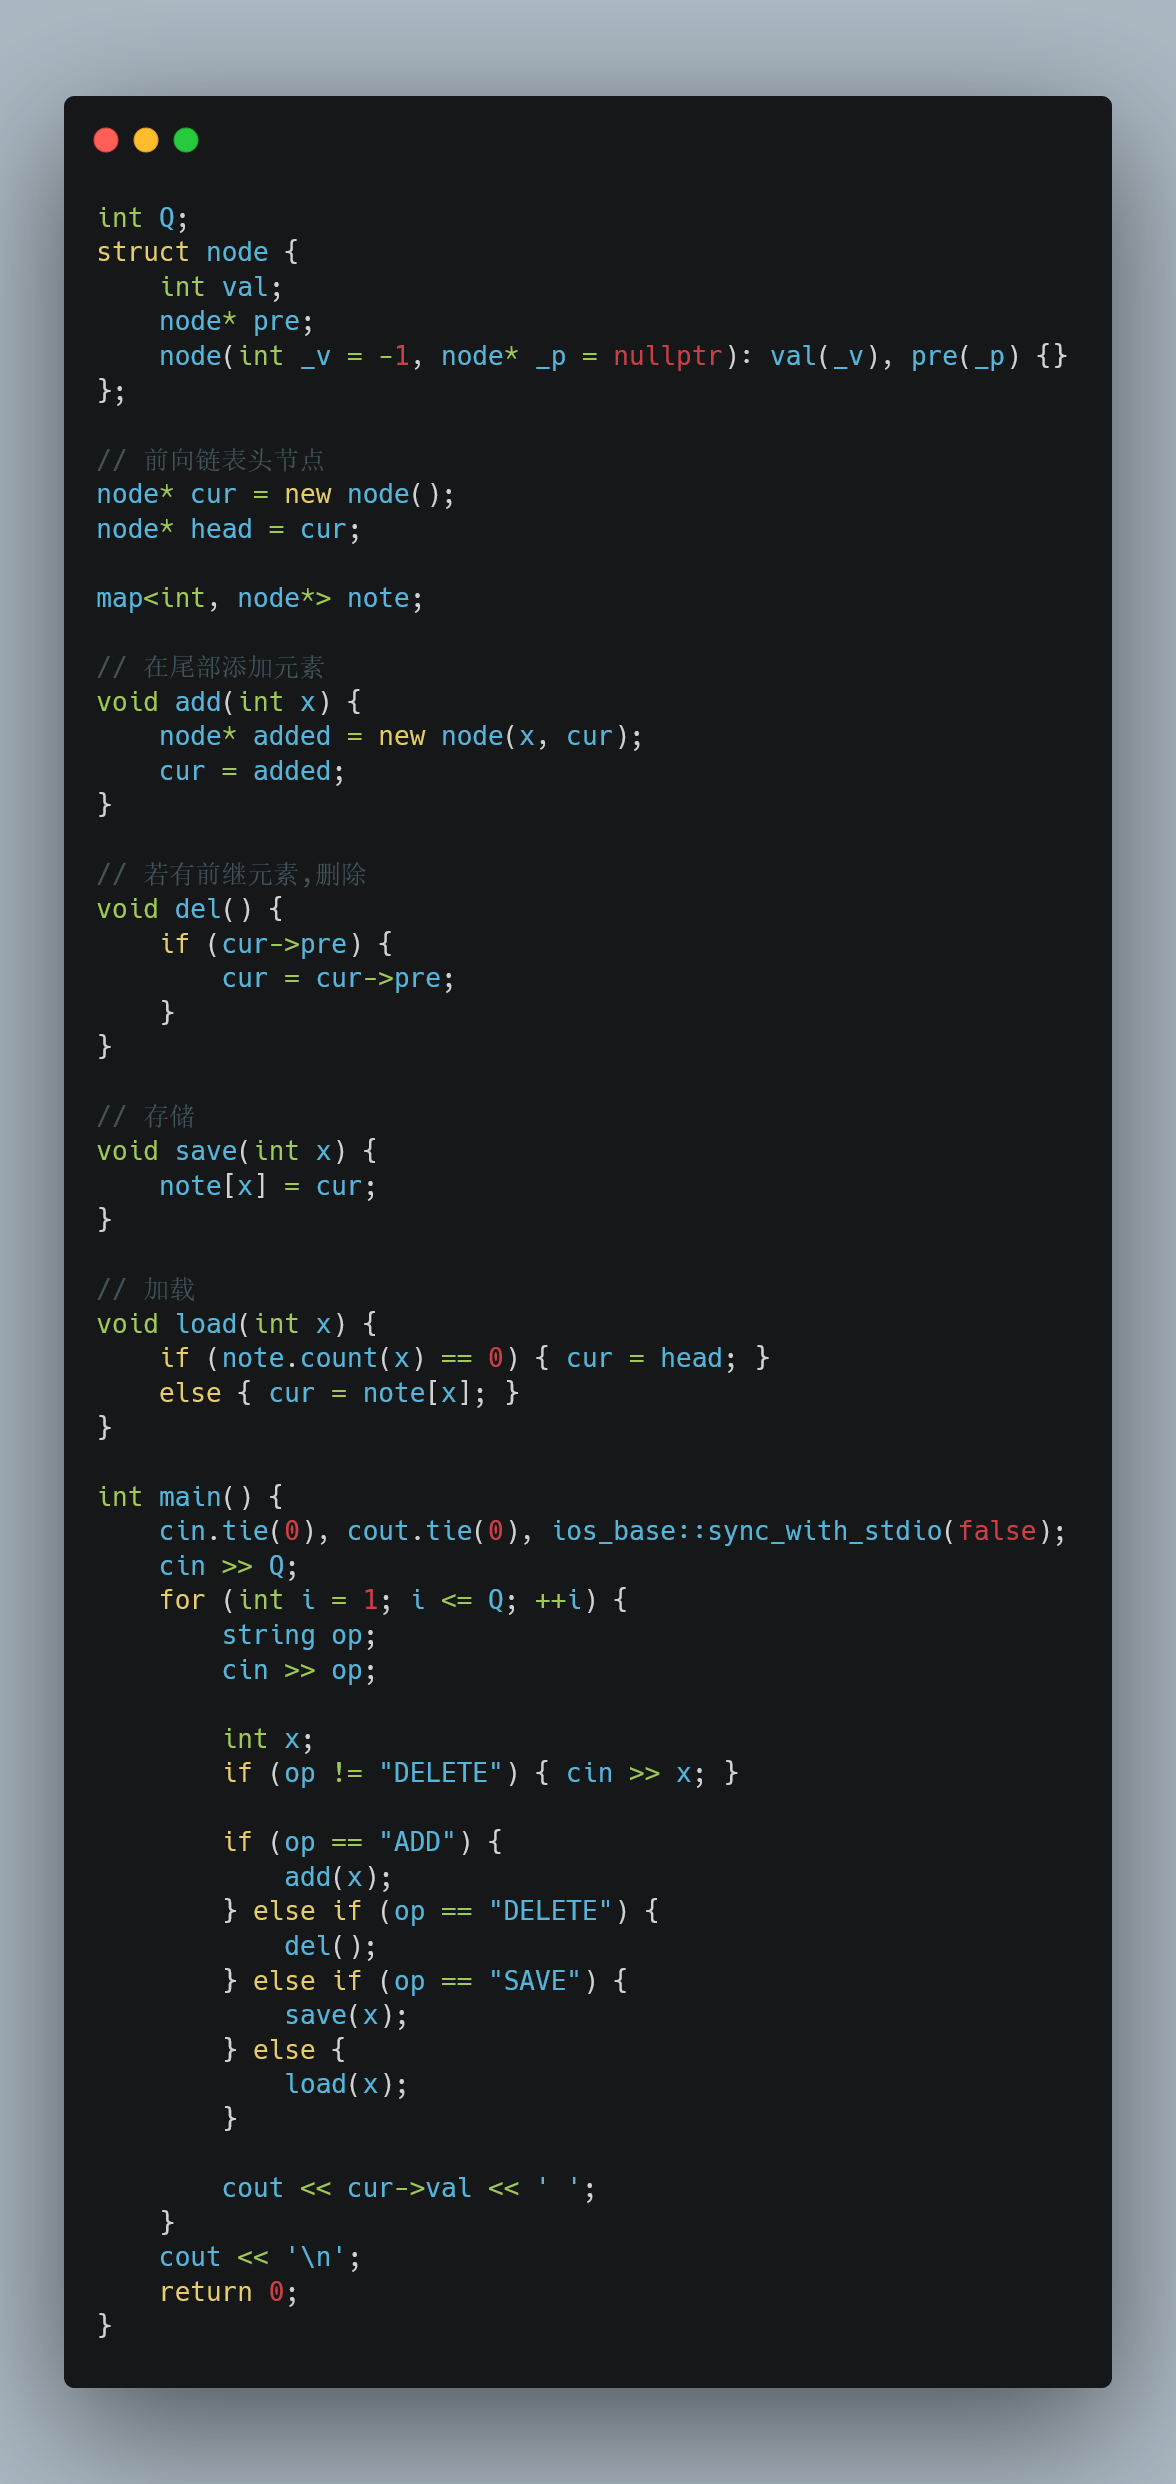 int Q;
struct node {
    int val;
    node* pre;
    node(int _v = -1, node* _p = nullptr): val(_v), pre(_p) {}
};

// 前向链表头节点
node* cur = new node();
node* head = cur;

map<int, node*> note;

// 在尾部添加元素
void add(int x) {
    node* added = new node(x, cur);
    cur = added;
}

// 若有前继元素,删除
void del() {
    if (cur->pre) {
        cur = cur->pre;
    }
}

// 存储
void save(int x) {
    note[x] = cur;
}

// 加载
void load(int x) {
    if (note.count(x) == 0) { cur = head; }
    else { cur = note[x]; }
}

int main() {
    cin.tie(0), cout.tie(0), ios_base::sync_with_stdio(false);
    cin >> Q;
    for (int i = 1; i <= Q; ++i) {
        string op;
        cin >> op;

        int x;
        if (op != "DELETE") { cin >> x; }

        if (op == "ADD") {
            add(x);
        } else if (op == "DELETE") {
            del();
        } else if (op == "SAVE") {
            save(x);
        } else {
            load(x);
        }

        cout << cur->val << ' ';
    }
    cout << '\n';
    return 0;
}